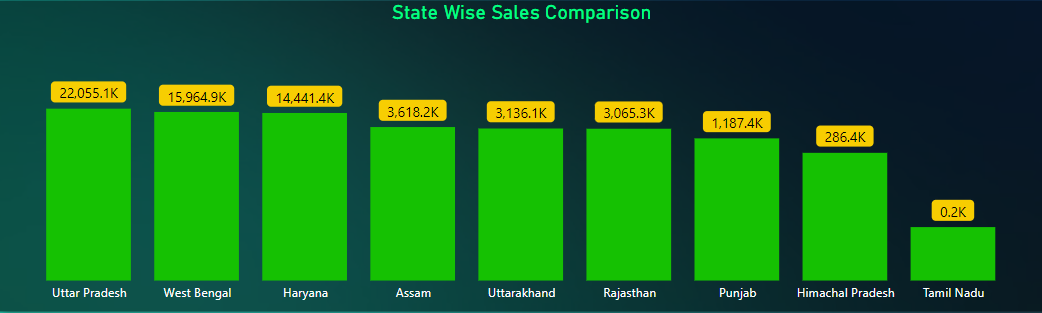 State Wise Sales Comparison
22,055.1K
15,964.9K
14,441.4K
3,618.2K
3,136.1K
3,065.3K
1,187.4K
286.4K
0.2K
Uttar Pradesh
West Bengal
Haryana
Assam
Uttarakhand
Rajasthan
Punjab
Himachal Pradesh
Tamil Nadu